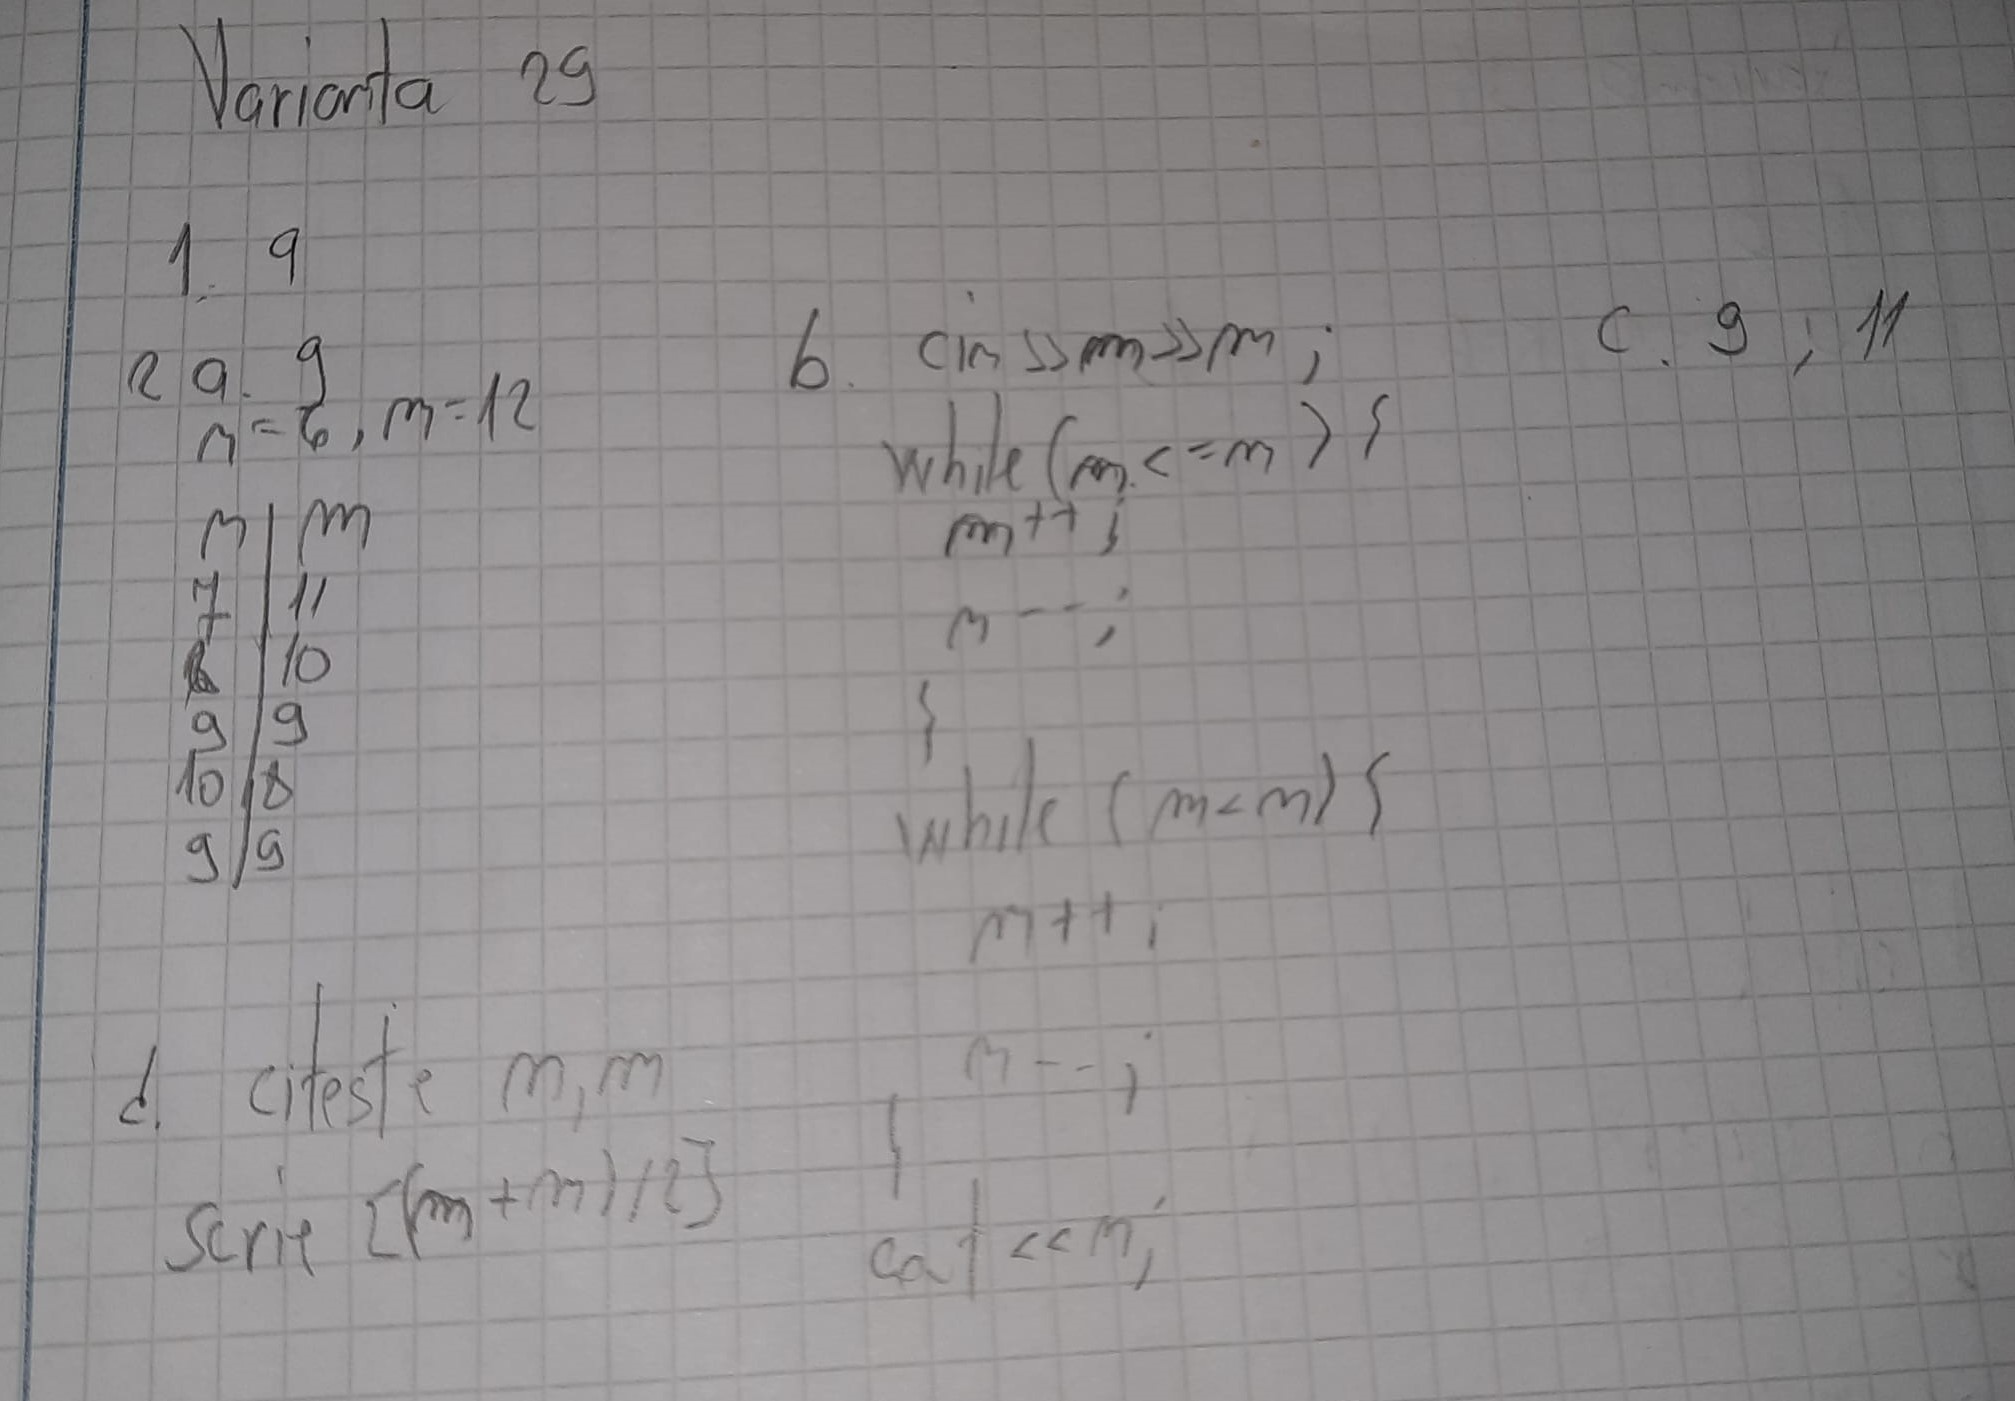 Varianta 29
1. a
2 a. 9
n=6, m=12
n | m
7 | 11
8 | 10
9 | 9
10 | 8
9 | 9
b. cin>>n>>m;
while(n<=m) {
n++;
m--;
}
while (m<n) {
m++;
n--;
}
cout<<n;
c. 9; 11
d. citeste n,m
scrie [(m+n)/2]